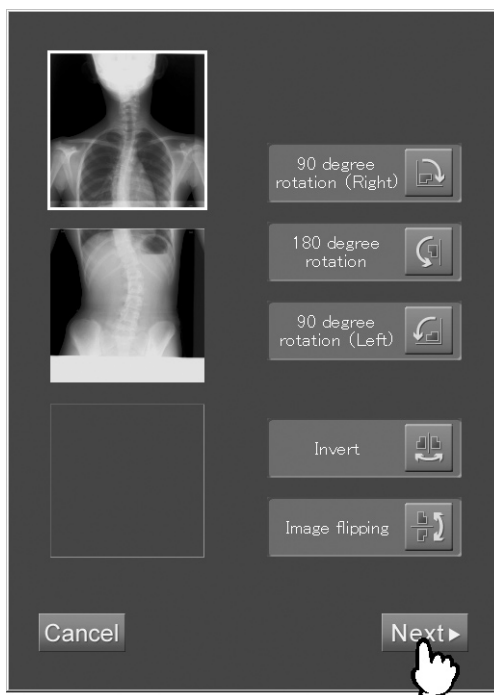 90 degree
rotation (Right)
180 degree
rotation
90 degree
rotation (Left)
Invert
Image flipping
Cancel
Next